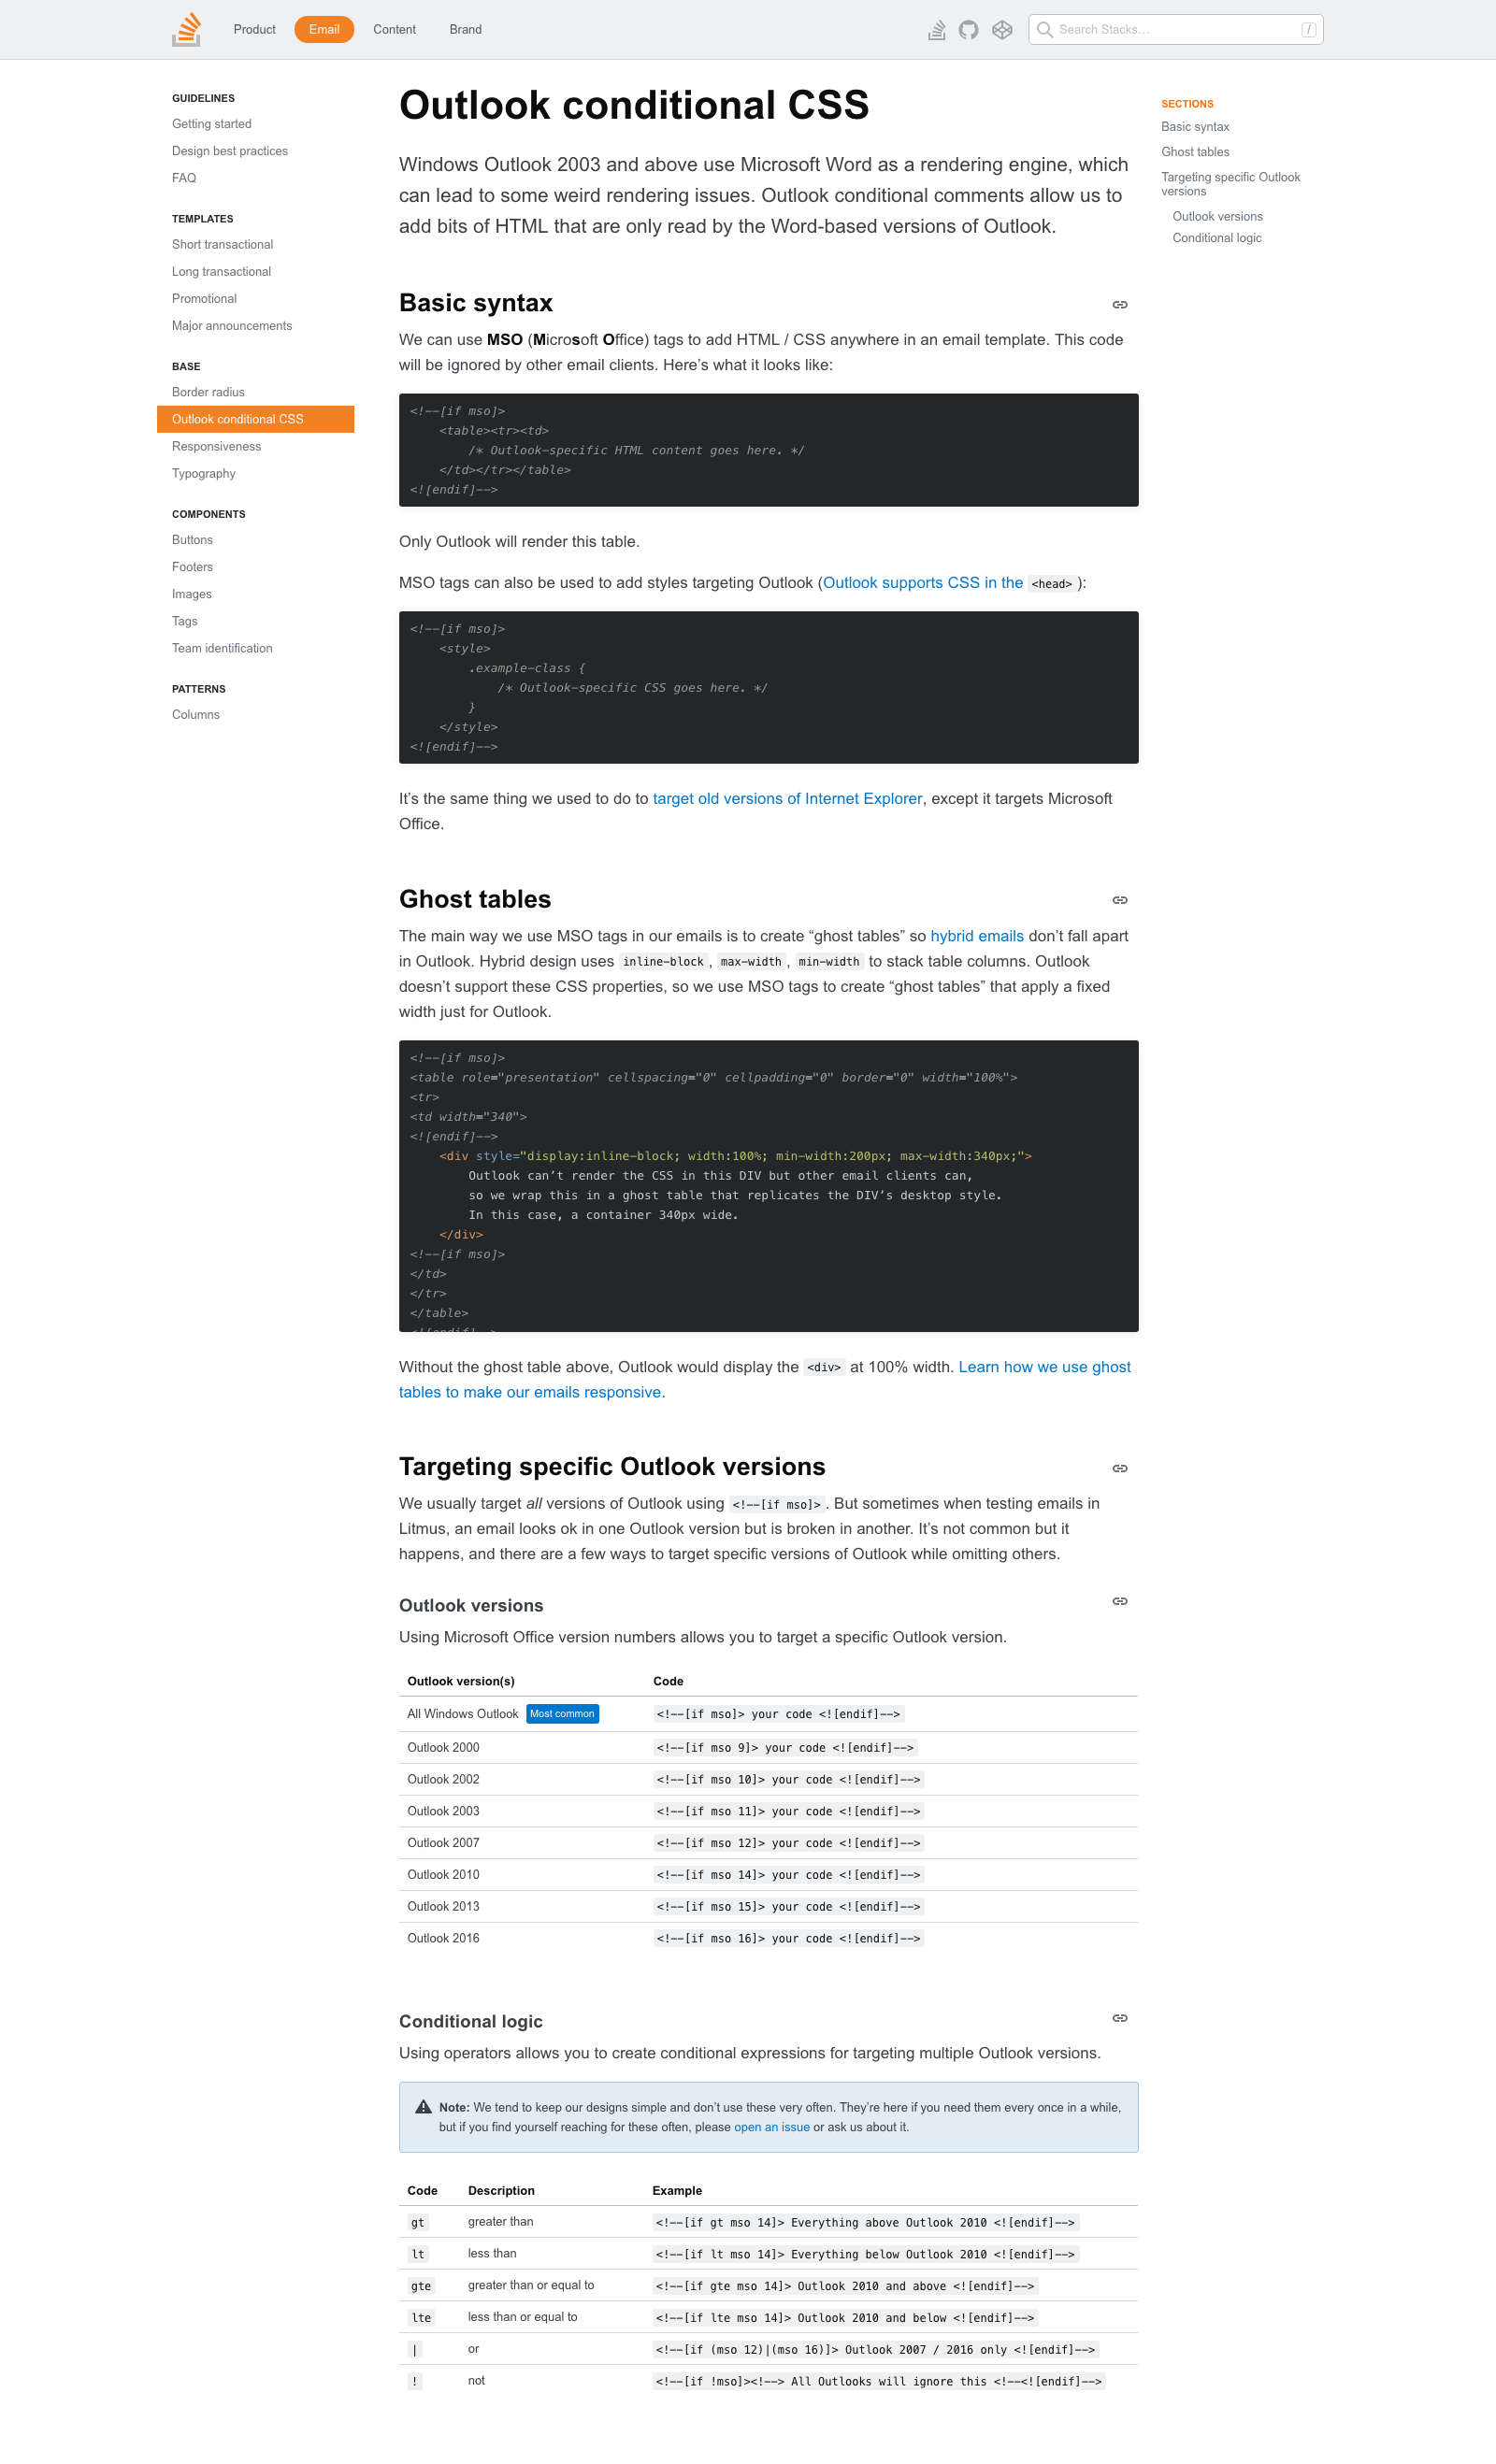 Product Email Content Brand Search Stacks… /
GUIDELINES
Getting started
Design best practices
FAQ
TEMPLATES
Short transactional
Long transactional
Promotional
Major announcements
BASE
Border radius
Outlook conditional CSS
Responsiveness
Typography
COMPONENTS
Buttons
Footers
Images
Tags
Team identification
PATTERNS
Columns
Outlook conditional CSS
Windows Outlook 2003 and above use Microsoft Word as a rendering engine, which
can lead to some weird rendering issues. Outlook conditional comments allow us to
add bits of HTML that are only read by the Word-based versions of Outlook.
Basic syntax
We can use MSO (Microsoft Office) tags to add HTML / CSS anywhere in an email template. This code
will be ignored by other email clients. Here’s what it looks like:
<!--[if mso]>
<table><tr><td>
/* Outlook-specific HTML content goes here. */
</td></tr></table>
<![endif]-->
Only Outlook will render this table.
MSO tags can also be used to add styles targeting Outlook (Outlook supports CSS in the <head>):
<!--[if mso]>
<style>
.example-class {
/* Outlook-specific CSS goes here. */
}
</style>
<![endif]-->
It’s the same thing we used to do to target old versions of Internet Explorer, except it targets Microsoft
Office.
Ghost tables
The main way we use MSO tags in our emails is to create “ghost tables” so hybrid emails don’t fall apart
in Outlook. Hybrid design uses inline-block, max-width, min-width to stack table columns. Outlook
doesn’t support these CSS properties, so we use MSO tags to create “ghost tables” that apply a fixed
width just for Outlook.
<!--[if mso]>
<table role="presentation" cellspacing="0" cellpadding="0" border="0" width="100%">
<tr>
<td width="340">
<![endif]-->
<div style="display:inline-block; width:100%; min-width:200px; max-width:340px;">
Outlook can’t render the CSS in this DIV but other email clients can,
so we wrap this in a ghost table that replicates the DIV’s desktop style.
In this case, a container 340px wide.
</div>
<!--[if mso]>
</td>
</tr>
</table>
<![endif]-->
Without the ghost table above, Outlook would display the <div> at 100% width. Learn how we use ghost
tables to make our emails responsive.
Targeting specific Outlook versions
We usually target all versions of Outlook using <!--[if mso]>. But sometimes when testing emails in
Litmus, an email looks ok in one Outlook version but is broken in another. It’s not common but it
happens, and there are a few ways to target specific versions of Outlook while omitting others.
Outlook versions
Using Microsoft Office version numbers allows you to target a specific Outlook version.
Outlook version(s) Code
All Windows Outlook Most common <!--[if mso]> your code <![endif]-->
Outlook 2000 <!--[if mso 9]> your code <![endif]-->
Outlook 2002 <!--[if mso 10]> your code <![endif]-->
Outlook 2003 <!--[if mso 11]> your code <![endif]-->
Outlook 2007 <!--[if mso 12]> your code <![endif]-->
Outlook 2010 <!--[if mso 14]> your code <![endif]-->
Outlook 2013 <!--[if mso 15]> your code <![endif]-->
Outlook 2016 <!--[if mso 16]> your code <![endif]-->
Conditional logic
Using operators allows you to create conditional expressions for targeting multiple Outlook versions.
Note: We tend to keep our designs simple and don’t use these very often. They’re here if you need them every once in a while,
but if you find yourself reaching for these often, please open an issue or ask us about it.
Code Description Example
gt greater than <!--[if gt mso 14]> Everything above Outlook 2010 <![endif]-->
lt less than <!--[if lt mso 14]> Everything below Outlook 2010 <![endif]-->
gte greater than or equal to <!--[if gte mso 14]> Outlook 2010 and above <![endif]-->
lte less than or equal to <!--[if lte mso 14]> Outlook 2010 and below <![endif]-->
| or <!--[if (mso 12)|(mso 16)]> Outlook 2007 / 2016 only <![endif]-->
! not <!--[if !mso]><!--> All Outlooks will ignore this <!--<![endif]-->
SECTIONS
Basic syntax
Ghost tables
Targeting specific Outlook
versions
Outlook versions
Conditional logic